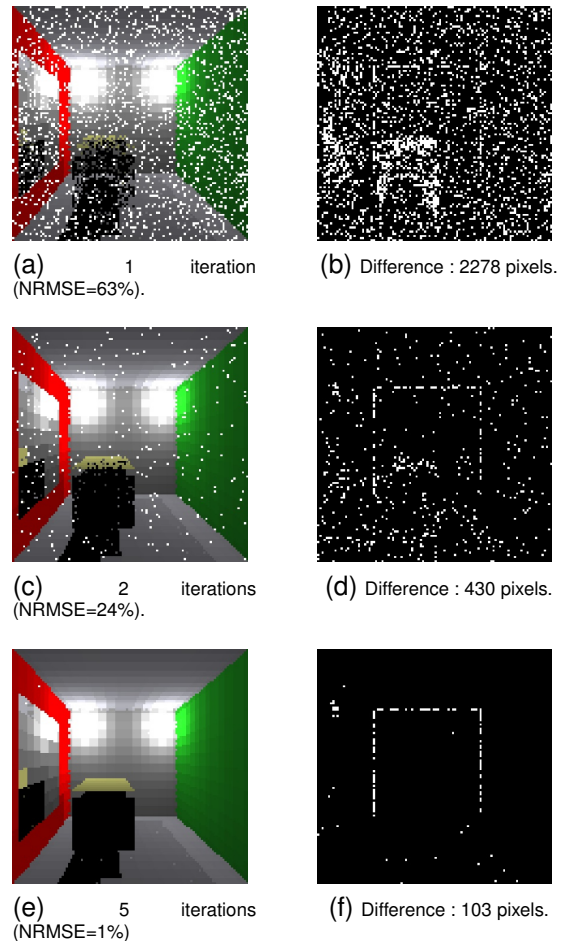 (a) 1 iteration
(NRMSE=63%).
(b) Difference : 2278 pixels.
(c) 2 iterations
(NRMSE=24%).
(d) Difference : 430 pixels.
(e) 5 iterations
(NRMSE=1%)
(f) Difference : 103 pixels.